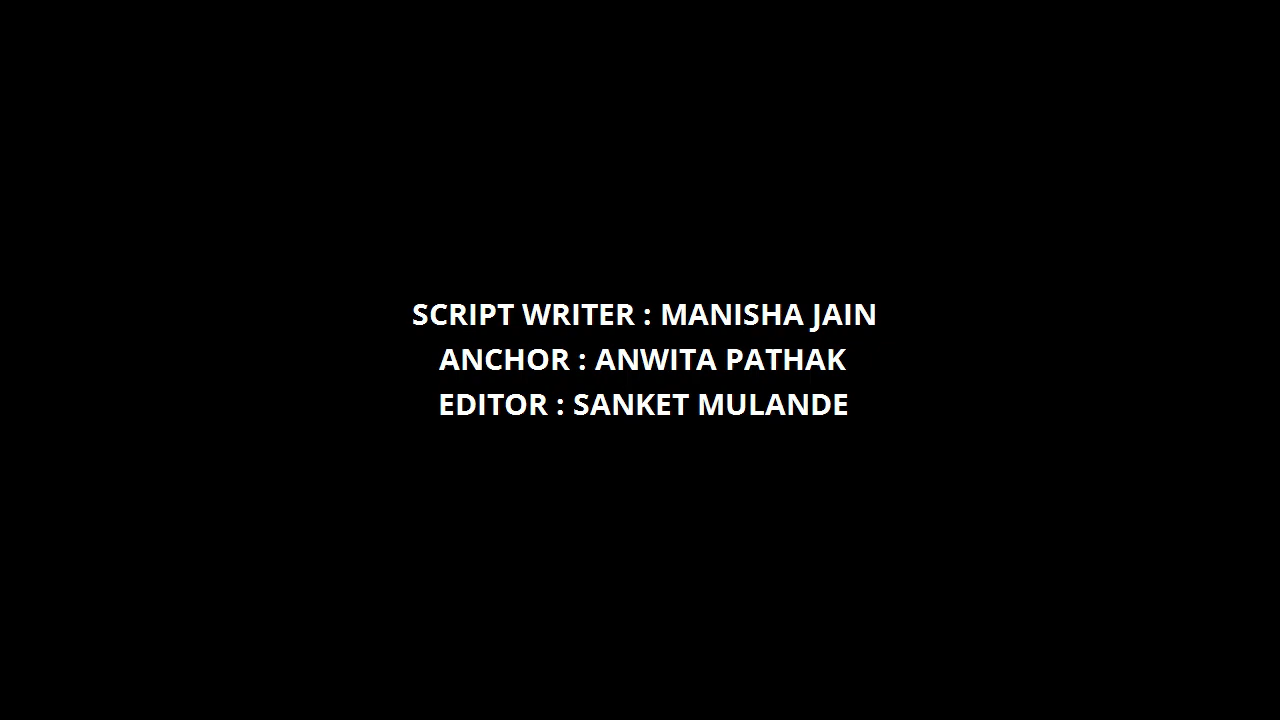 SCRIPT WRITER : MANISHA JAIN
ANCHOR : ANWITA PATHAK
EDITOR : SANKET MULANDE